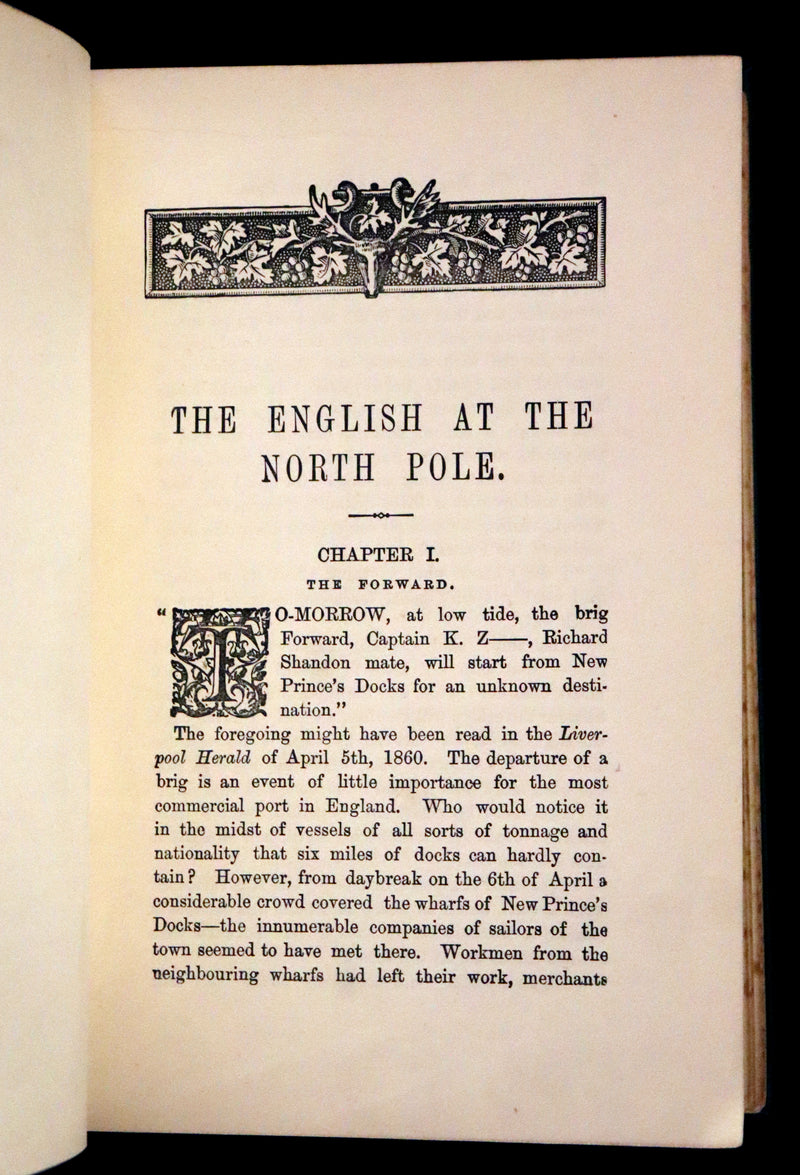 THE ENGLISH AT THE
NORTH POLE.
CHAPTER I.
THE FORWARD.
"TO-MORROW, at low tide, the brig
Forward, Captain K. Z——, Richard
Shandon mate, will start from New
Prince's Docks for an unknown desti-
nation."
The foregoing might have been read in the Liver-
pool Herald of April 5th, 1860. The departure of a
brig is an event of little importance for the most
commercial port in England. Who would notice it
in the midst of vessels of all sorts of tonnage and
nationality that six miles of docks can hardly con-
tain? However, from daybreak on the 6th of April a
considerable crowd covered the wharfs of New Prince's
Docks—the innumerable companies of sailors of the
town seemed to have met there. Workmen from the
neighbouring wharfs had left their work, merchants